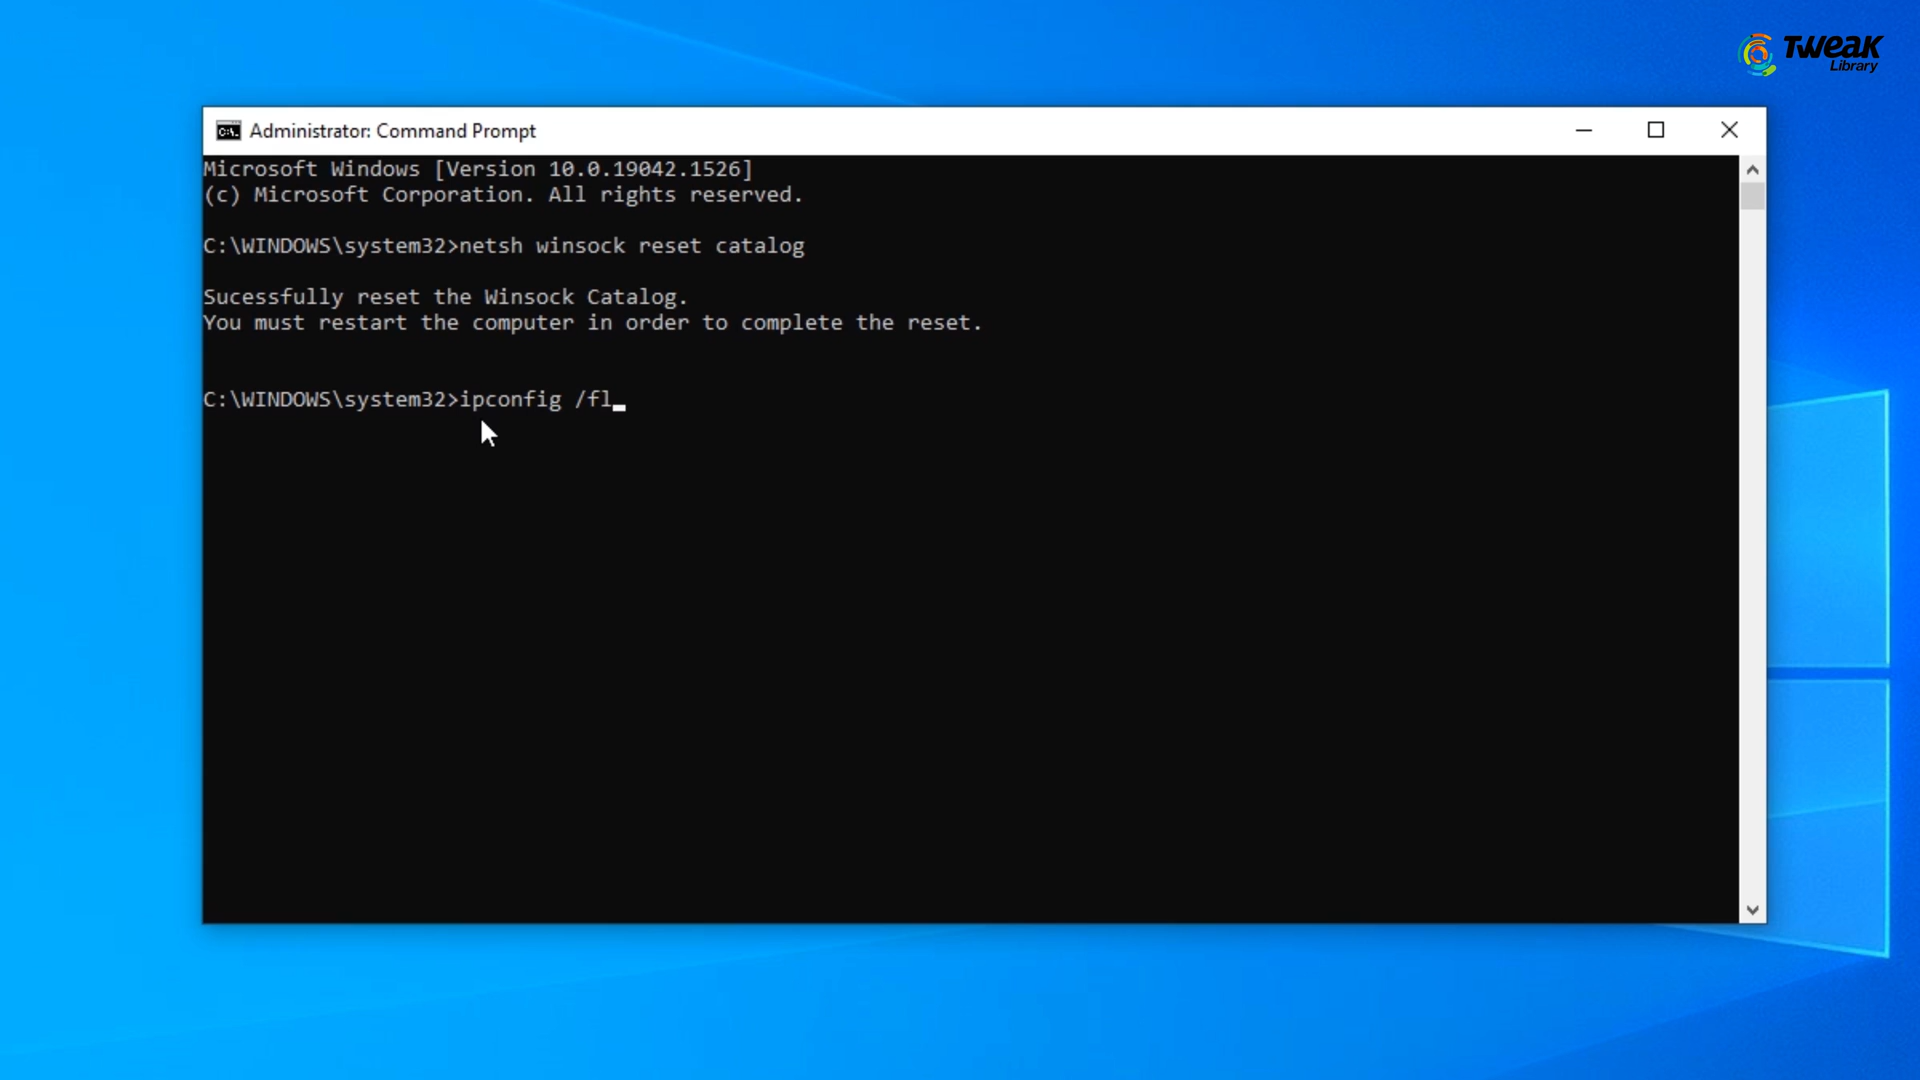 TWeaK
Library
Administrator: Command Prompt
Microsoft Windows [Version 10.0.19042.1526]
(c) Microsoft Corporation. All rights reserved.
C:\WINDOWS\system32>netsh winsock reset catalog
Sucessfully reset the Winsock Catalog.
You must restart the computer in order to complete the reset.
C:\WINDOWS\system32>ipconfig /fl